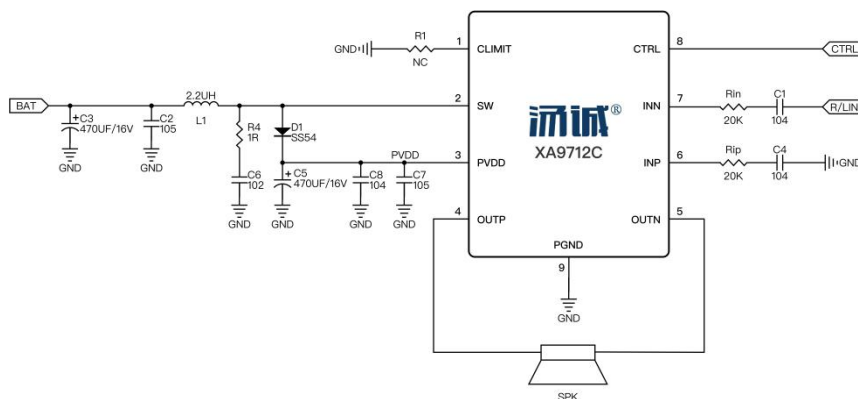 R1
GND
NC
1
CLIMIT
CTRL
8
CTRL
BAT
2.2UH
L1
2
SW
汤诚®
XA9712C
INN
7
Rin
20K
C1
104
R/LIN
+
C3
470UF/16V
GND
C2
105
GND
R4
1R
D1
SS54
PVDD
3
PVDD
INP
6
Rip
20K
C4
104
GND
C6
102
GND
+
C5
470UF/16V
GND
C8
104
GND
C7
105
GND
4
OUTP
OUTN
5
PGND
9
GND
SPK